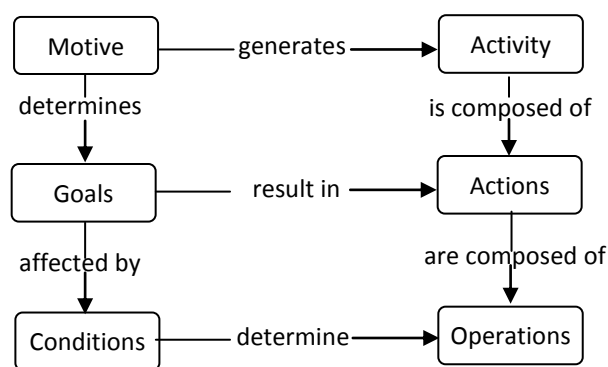 Motive generates Activity
determines is composed of
Goals result in Actions
affected by are composed of
Conditions determine Operations